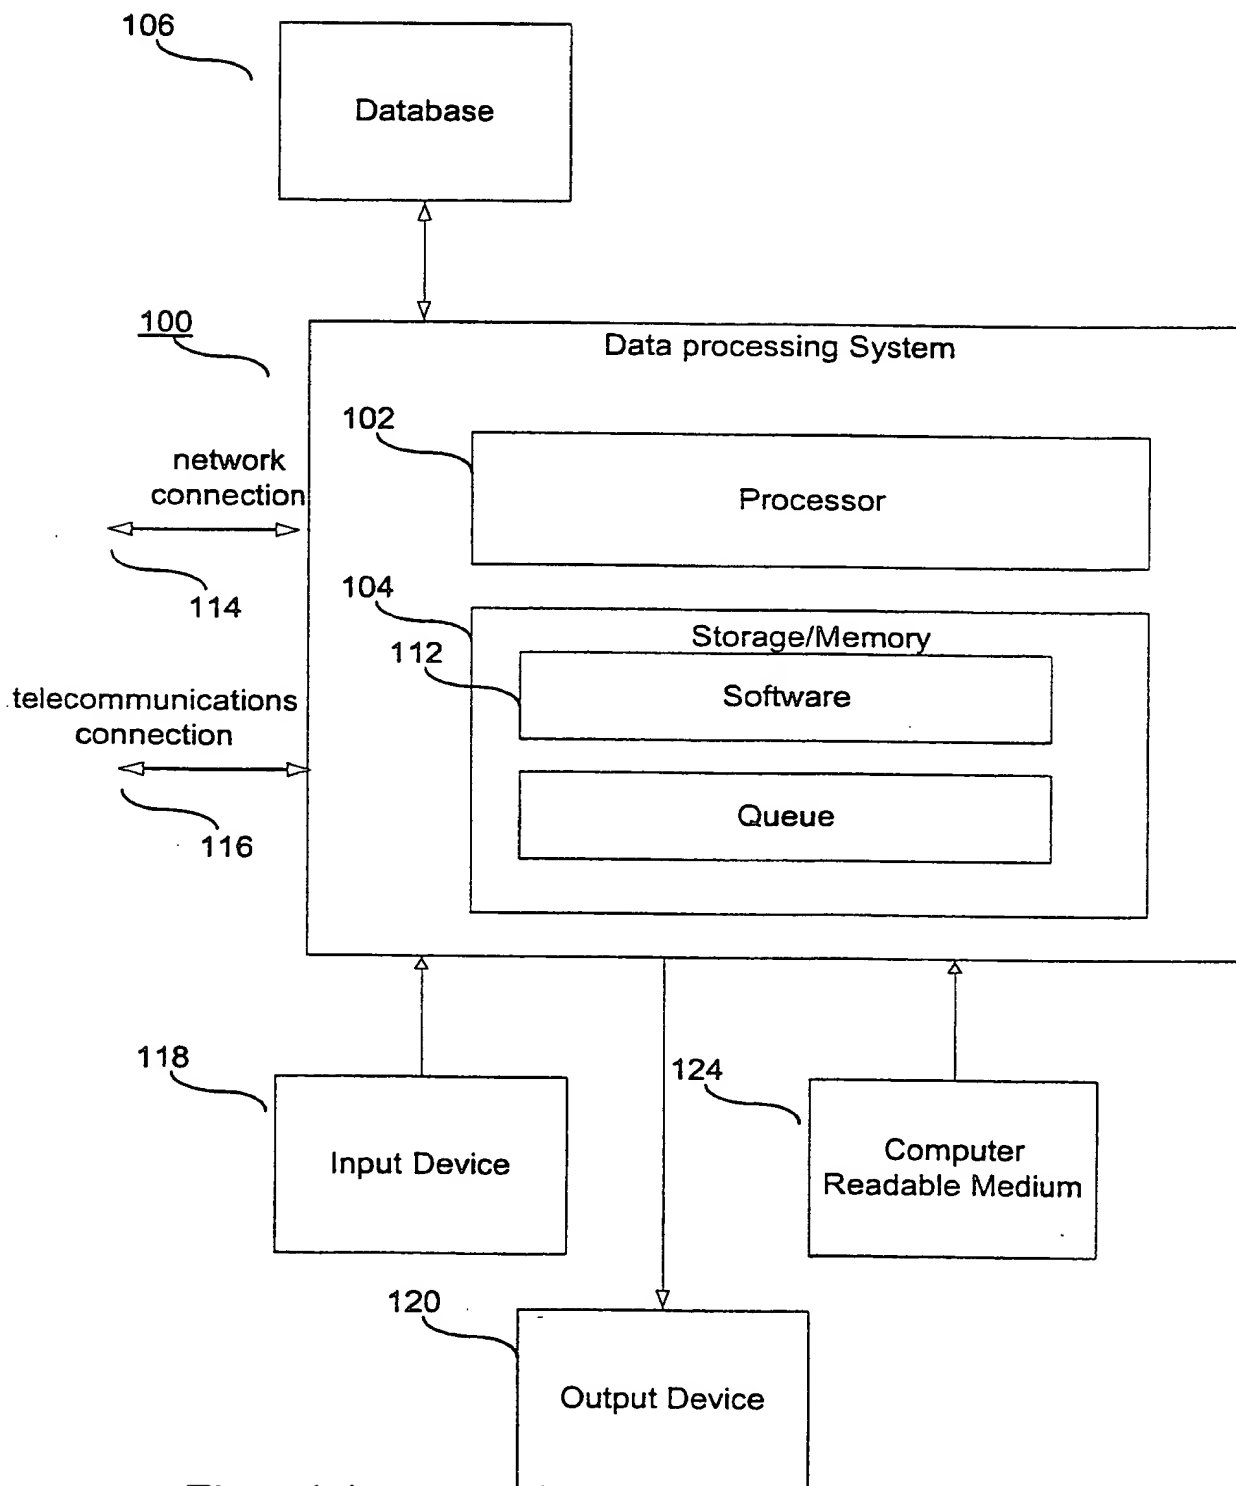 106
Database
100
Data processing System
102
Processor
network
connection
114
104
Storage/Memory
112
Software
telecommunications
connection
116
Queue
118
Input Device
124
Computer
Readable Medium
120
Output Device